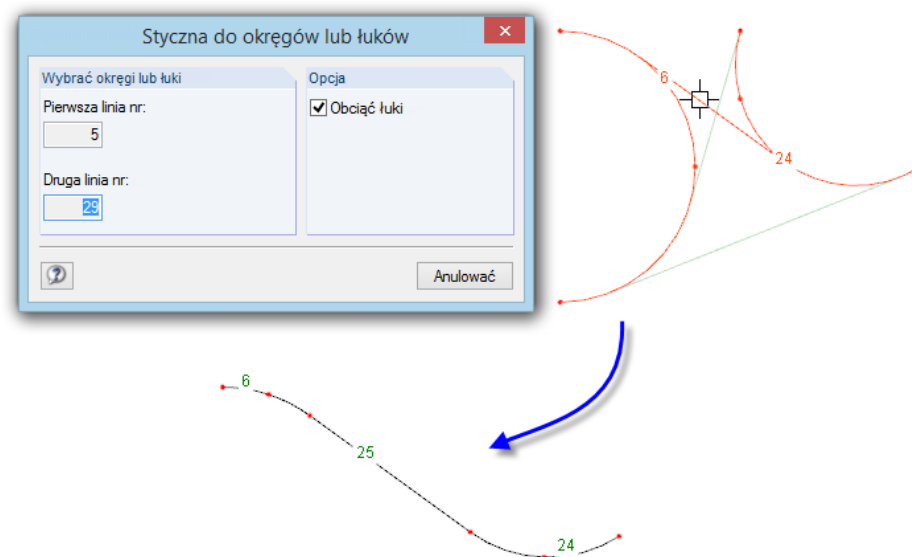 Styczna do okręgów lub łuków
Wybrać okręgi lub łuki
Pierwsza linia nr:
5
Druga linia nr:
29
Opcja
Obciąć łuki
Anulować
6
24
6
25
24